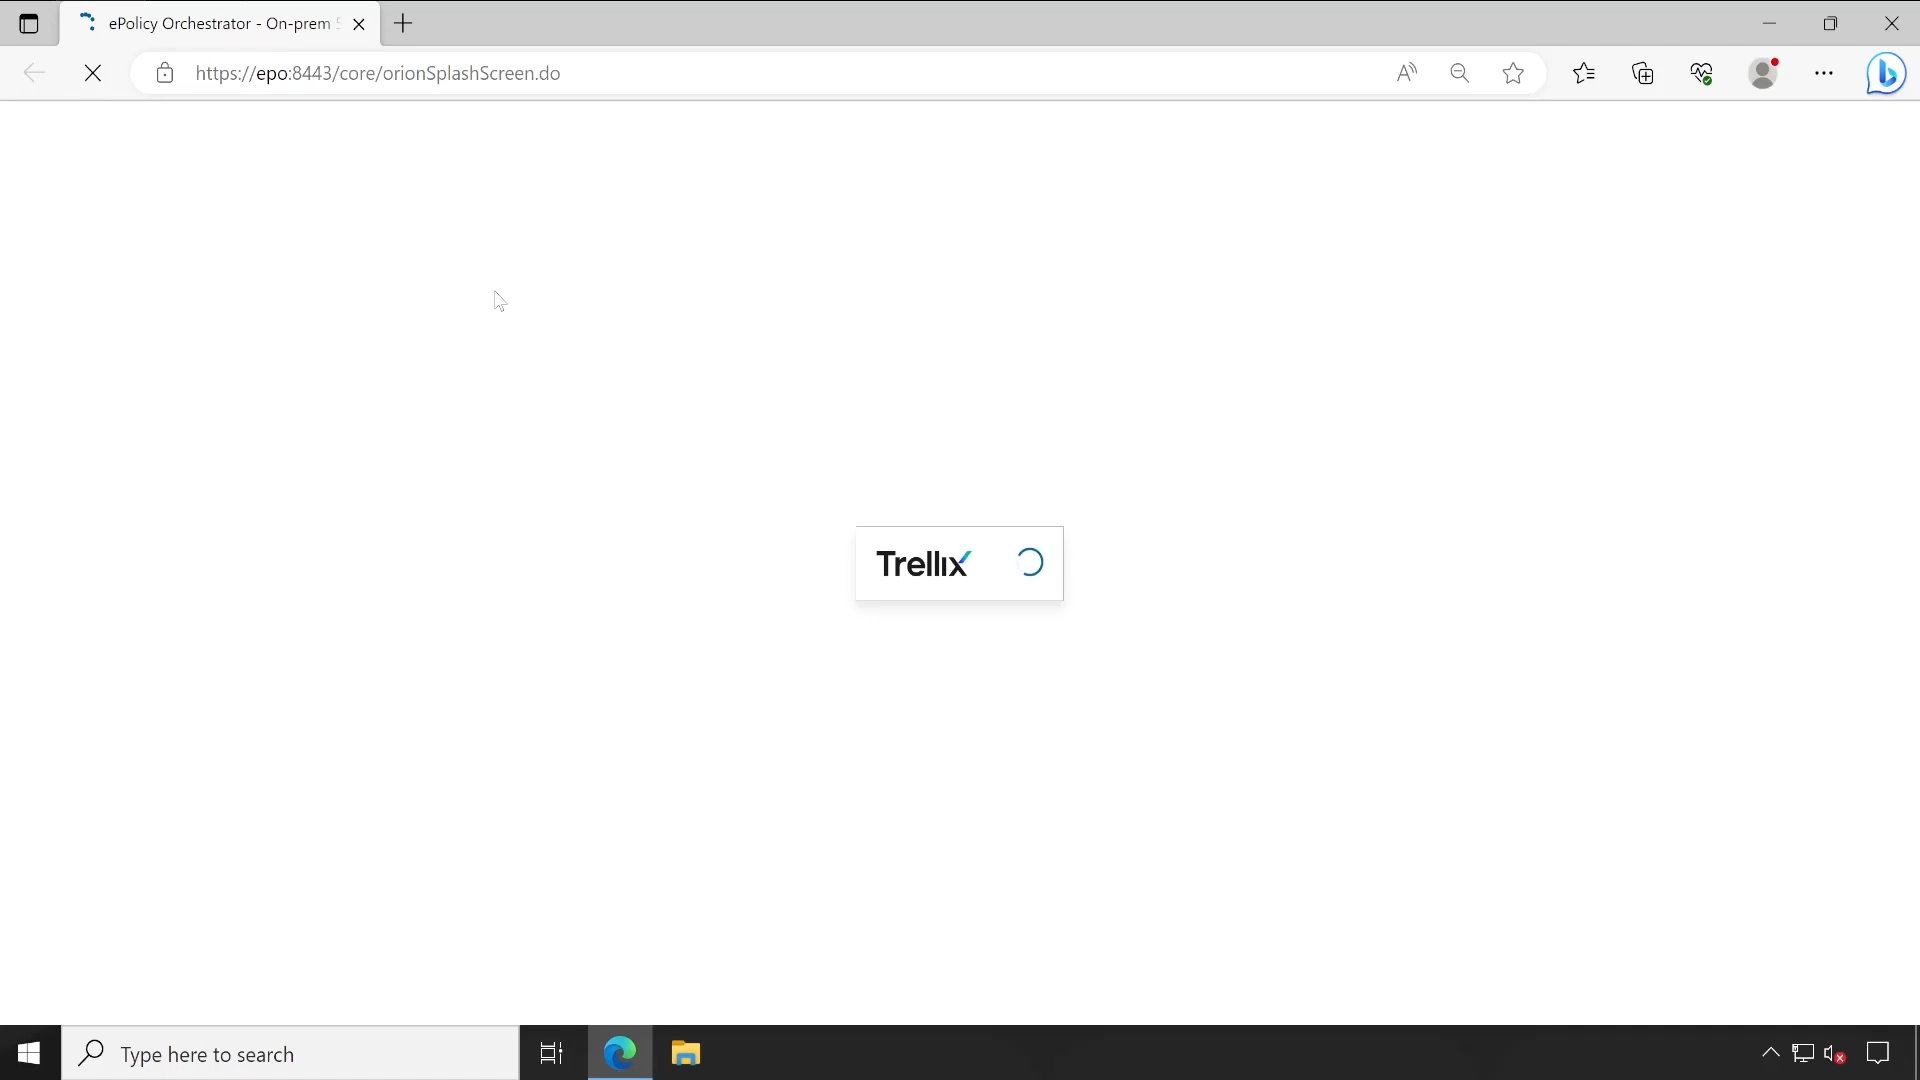 ePolicy Orchestrator - On-prem
https://epo:8443/core/orionSplashScreen.do
Trellix
Type here to search